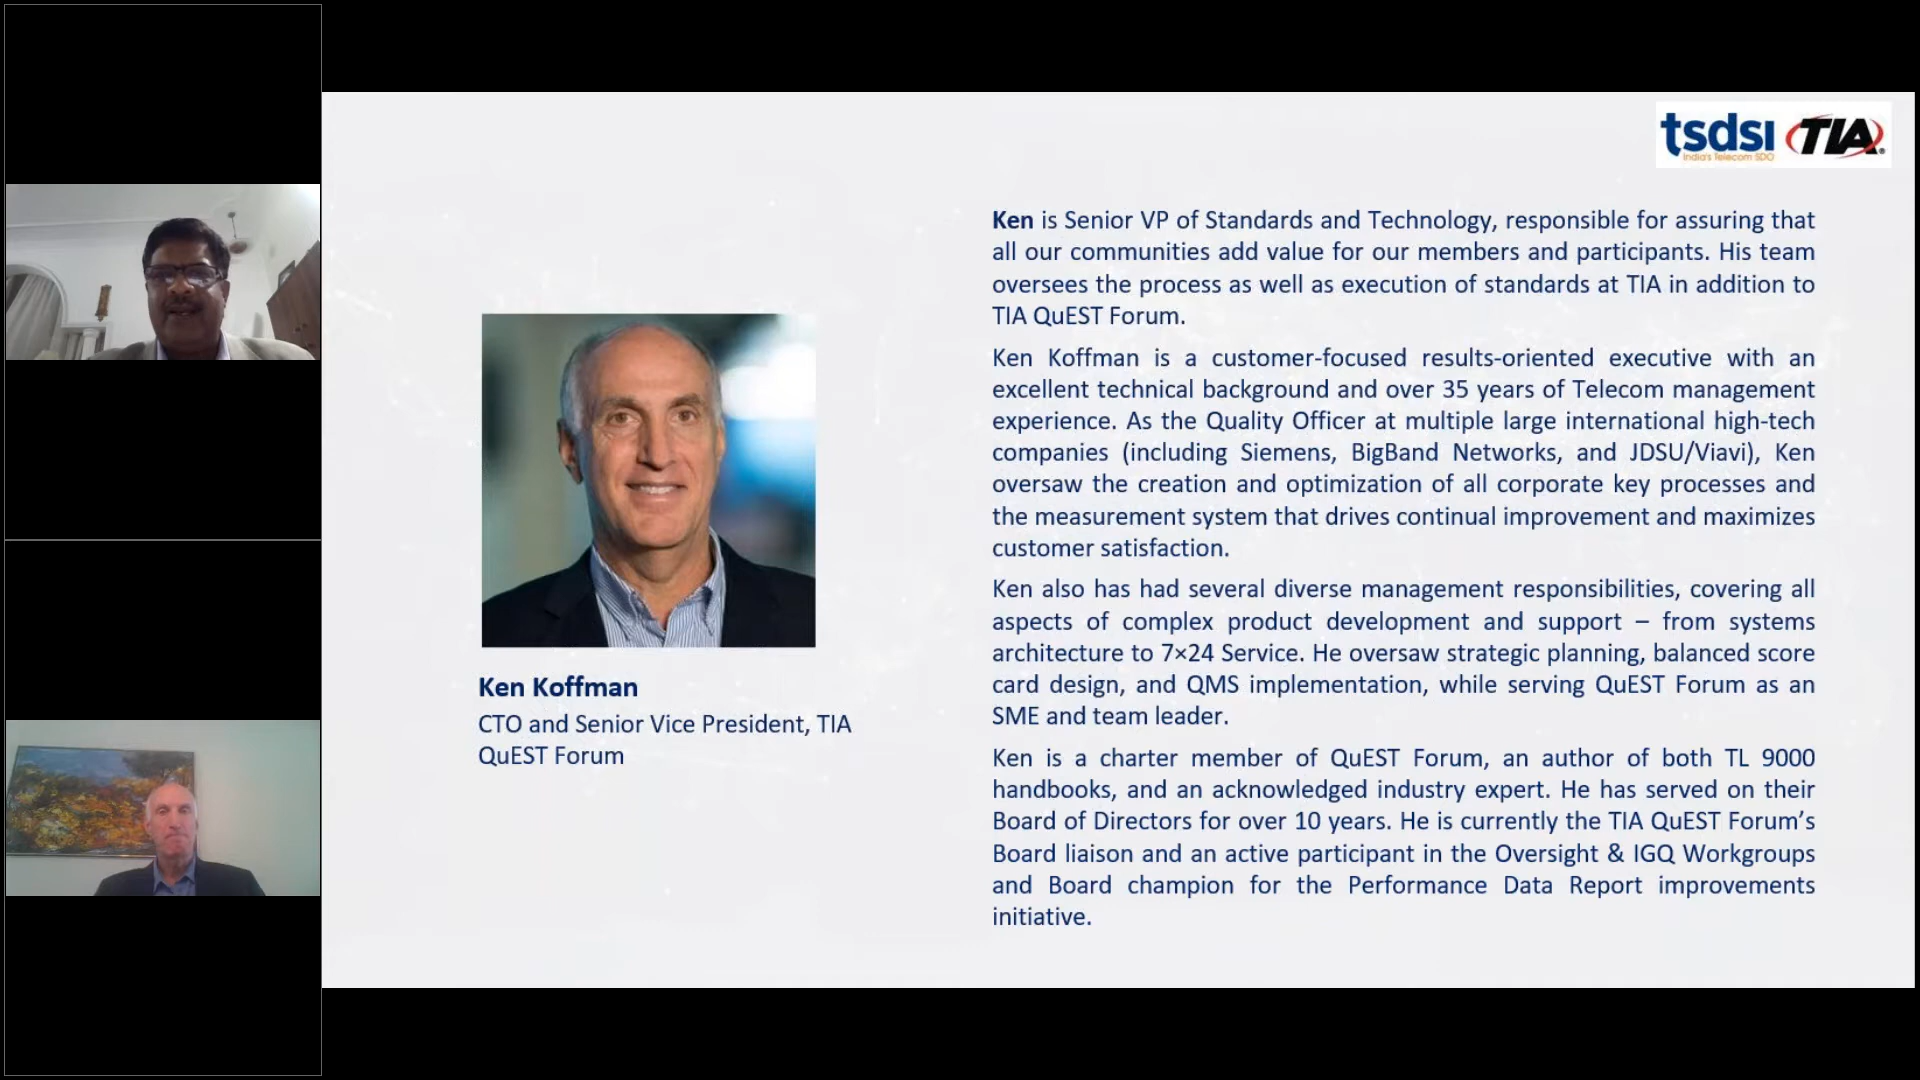 tsdsi TIA
India's Telecom SDO
Ken is Senior VP of Standards and Technology, responsible for assuring that
all our communities add value for our members and participants. His team
oversees the process as well as execution of standards at TIA in addition to
TIA QuEST Forum.
Ken Koffman is a customer-focused results-oriented executive with an
excellent technical background and over 35 years of Telecom management
experience. As the Quality Officer at multiple large international high-tech
companies (including Siemens, BigBand Networks, and JDSU/Viavi), Ken
oversaw the creation and optimization of all corporate key processes and
the measurement system that drives continual improvement and maximizes
customer satisfaction.
Ken also has had several diverse management responsibilities, covering all
aspects of complex product development and support – from systems
architecture to 7×24 Service. He oversaw strategic planning, balanced score
card design, and QMS implementation, while serving QuEST Forum as an
SME and team leader.
Ken is a charter member of QuEST Forum, an author of both TL 9000
handbooks, and an acknowledged industry expert. He has served on their
Board of Directors for over 10 years. He is currently the TIA QuEST Forum’s
Board liaison and an active participant in the Oversight & IGQ Workgroups
and Board champion for the Performance Data Report improvements
initiative.
Ken Koffman
CTO and Senior Vice President, TIA
QuEST Forum